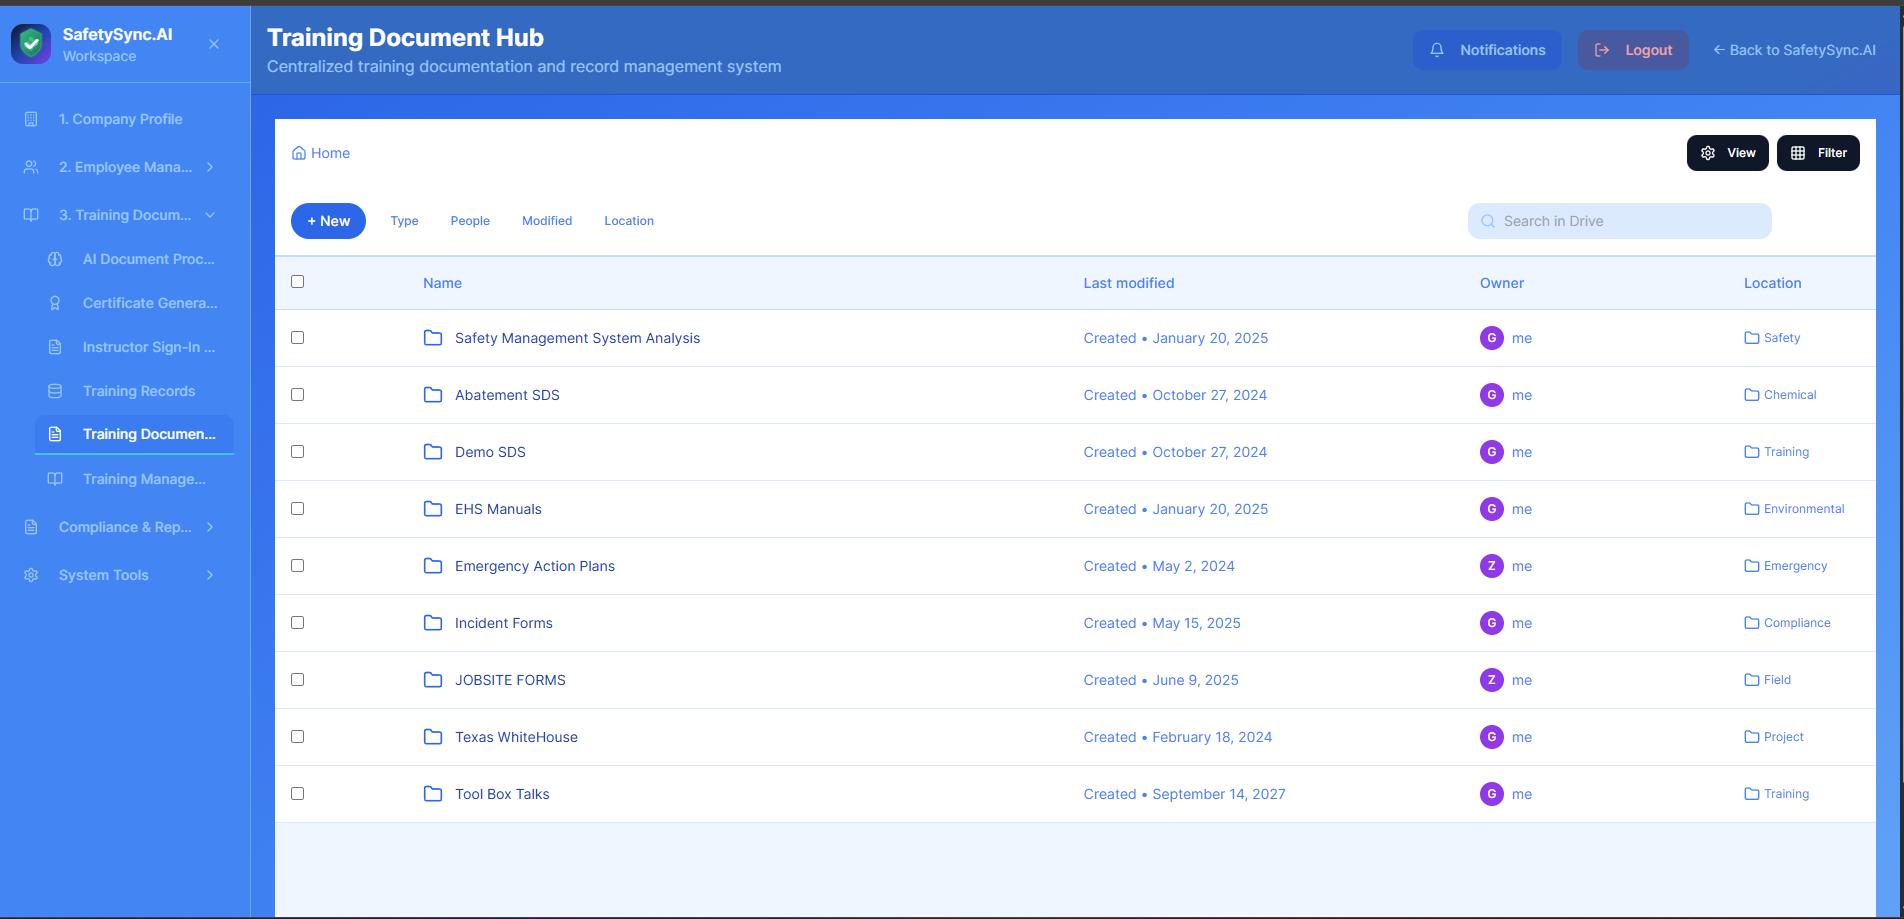 SafetySync.AI
Workspace
1. Company Profile
2. Employee Mana...
3. Training Docum...
AI Document Proc...
Certificate Genera...
Instructor Sign-In ...
Training Records
Training Documen...
Training Manage...
Compliance & Rep...
System Tools
Training Document Hub
Centralized training documentation and record management system
Notifications
Logout
← Back to SafetySync.AI
Home
View
Filter
+ New
Type
People
Modified
Location
Search in Drive
Name Last modified Owner Location
Safety Management System Analysis Created • January 20, 2025 G me Safety
Abatement SDS Created • October 27, 2024 G me Chemical
Demo SDS Created • October 27, 2024 G me Training
EHS Manuals Created • January 20, 2025 G me Environmental
Emergency Action Plans Created • May 2, 2024 Z me Emergency
Incident Forms Created • May 15, 2025 G me Compliance
JOBSITE FORMS Created • June 9, 2025 Z me Field
Texas WhiteHouse Created • February 18, 2024 G me Project
Tool Box Talks Created • September 14, 2027 G me Training